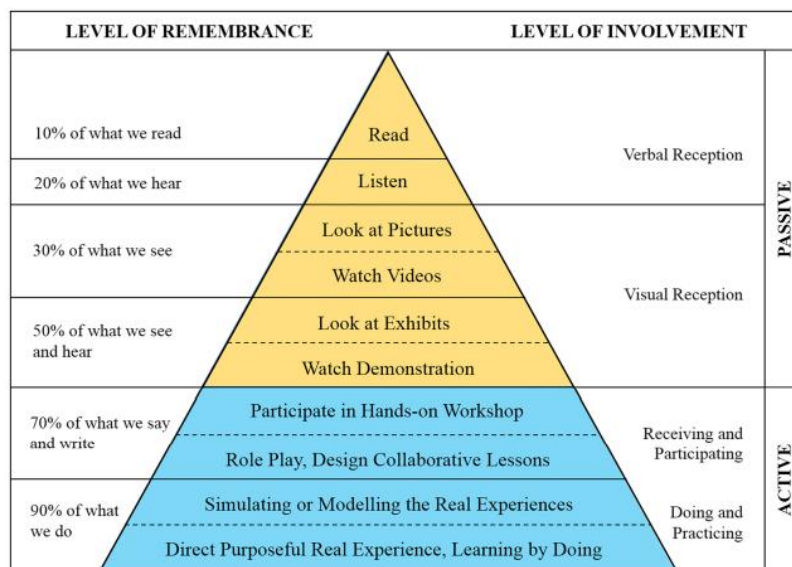 LEVEL OF REMEMBRANCE
LEVEL OF INVOLVEMENT
10% of what we read
Read
Verbal Reception
20% of what we hear
Listen
30% of what we see
Look at Pictures
Watch Videos
Visual Reception
50% of what we see
and hear
Look at Exhibits
Watch Demonstration
PASSIVE
70% of what we say
and write
Participate in Hands-on Workshop
Role Play, Design Collaborative Lessons
Receiving and
Participating
90% of what
we do
Simulating or Modelling the Real Experiences
Direct Purposeful Real Experience, Learning by Doing
Doing and
Practicing
ACTIVE